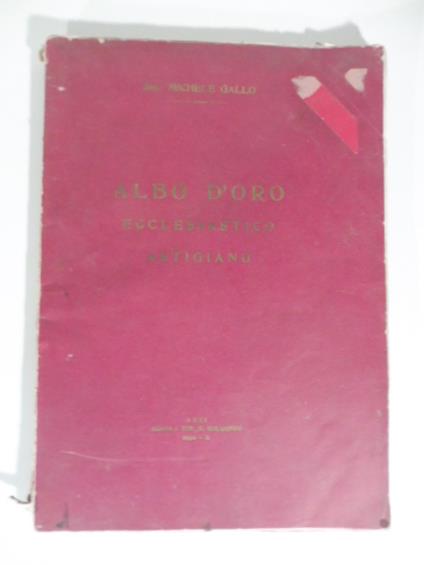 MICHELE GALLO
ALBO D'ORO
ECCLESIASTICO
ASTIGIANO
ASTI